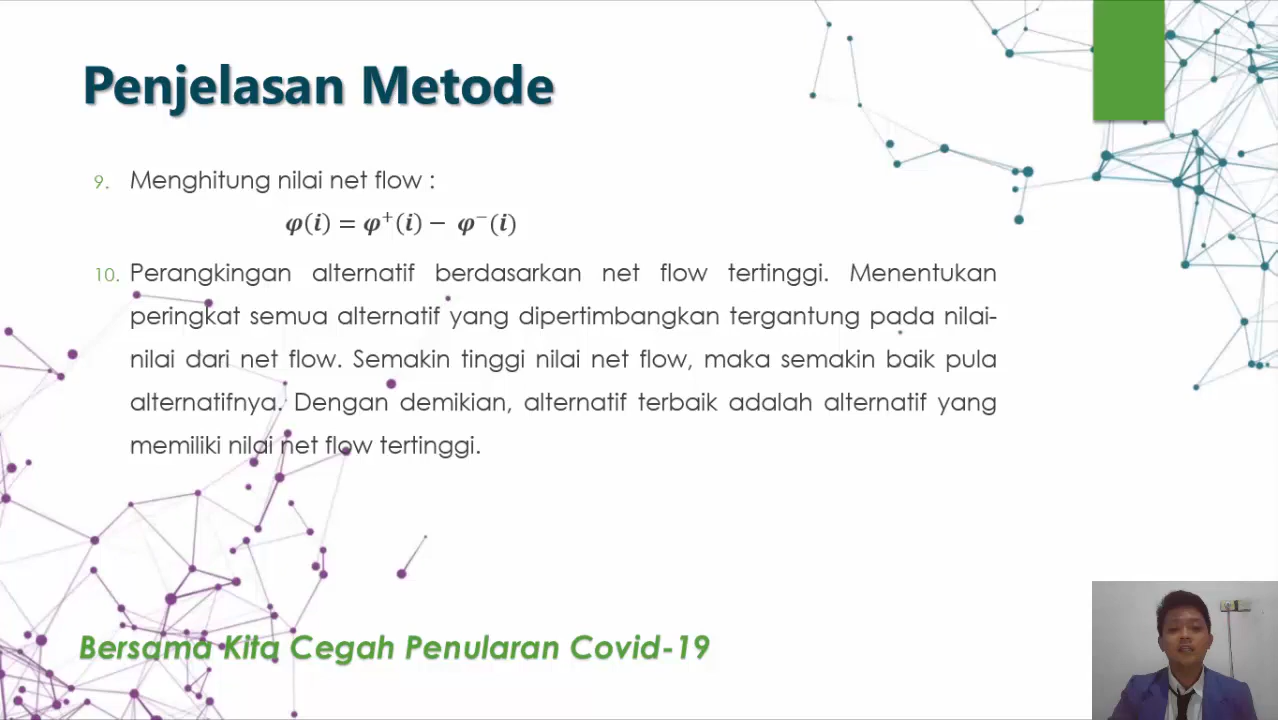 Penjelasan Metode
9. Menghitung nilai net flow :
𝝋(𝒊) = 𝝋⁺(𝒊) − 𝝋⁻(𝒊)
10. Perangkingan alternatif berdasarkan net flow tertinggi. Menentukan
peringkat semua alternatif yang dipertimbangkan tergantung pada nilai-
nilai dari net flow. Semakin tinggi nilai net flow, maka semakin baik pula
alternatifnya. Dengan demikian, alternatif terbaik adalah alternatif yang
memiliki nilai net flow tertinggi.
Bersama Kita Cegah Penularan Covid-19